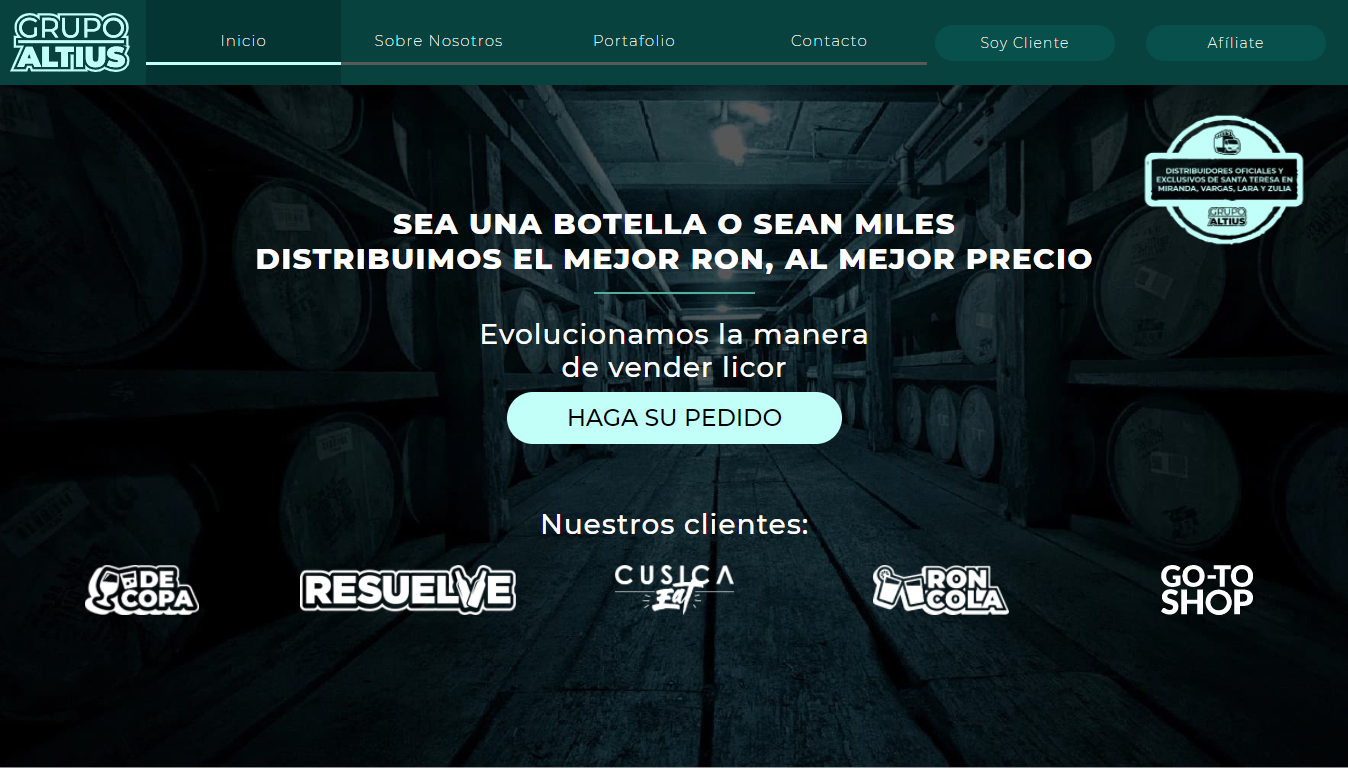 GRUPO
ALTIUS
Inicio
Sobre Nosotros
Portafolio
Contacto
Soy Cliente
Afíliate
DISTRIBUIDORES OFICIALES Y
EXCLUSIVOS DE SANTA TERESA EN
MIRANDA, VARGAS, LARA Y ZULIA
GRUPO
ALTIUS
SEA UNA BOTELLA O SEAN MILES
DISTRIBUIMOS EL MEJOR RON, AL MEJOR PRECIO
Evolucionamos la manera
de vender licor
HAGA SU PEDIDO
Nuestros clientes:
DE
COPA
RESUELVE
CUSICA
Eat
RON
COLA
GO-TO
SHOP